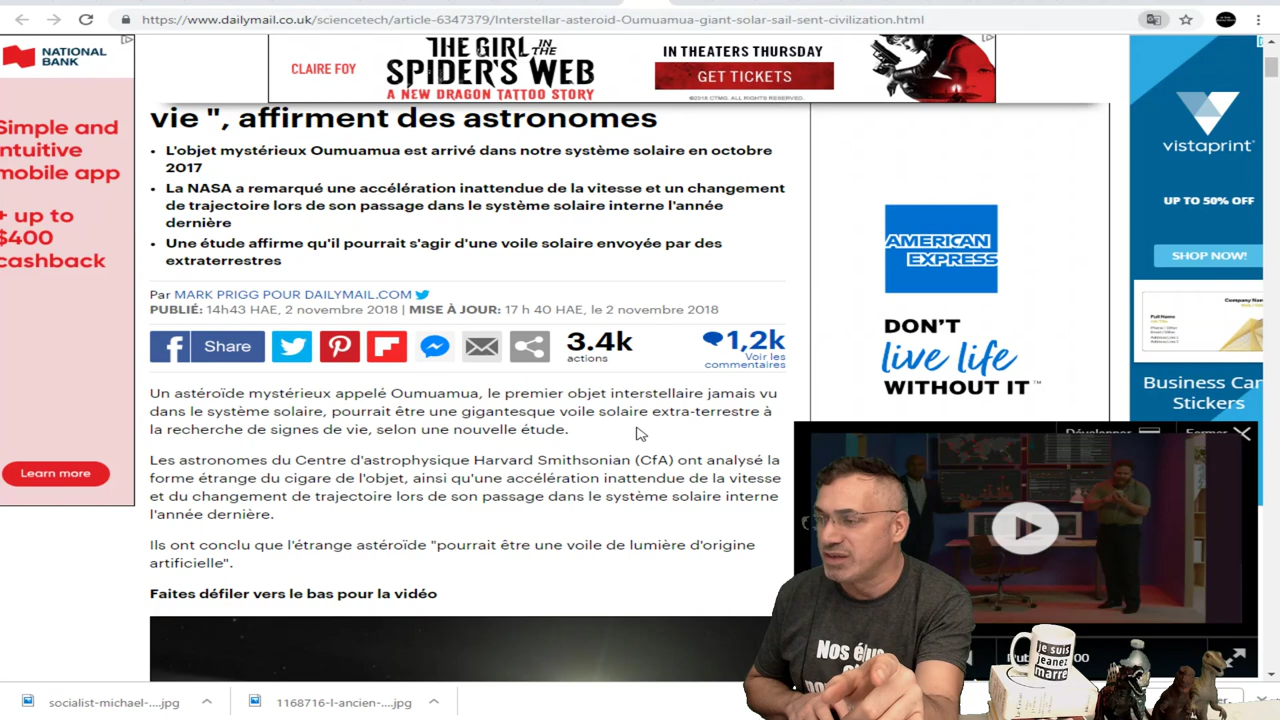 https://www.dailymail.co.uk/sciencetech/article-6347379/Interstellar-asteroid-Oumuamua-giant-solar-sail-sent-civilization.html
NATIONAL
BANK
Simple and
intuitive
mobile app
+ up to
$400
cashback
Learn more
CLAIRE FOY
THE GIRL IN THE
SPIDER'S WEB
A NEW DRAGON TATTOO STORY
IN THEATERS THURSDAY
GET TICKETS
vie ", affirment des astronomes
• L'objet mystérieux Oumuamua est arrivé dans notre système solaire en octobre
2017
• La NASA a remarqué une accélération inattendue de la vitesse et un changement
de trajectoire lors de son passage dans le système solaire interne l'année
dernière
• Une étude affirme qu'il pourrait s'agir d'une voile solaire envoyée par des
extraterrestres
Par MARK PRIGG POUR DAILYMAIL.COM
PUBLIÉ: 14h43 HAE, 2 novembre 2018 | MISE À JOUR: 17 h 40 HAE, le 2 novembre 2018
Share
3.4k
actions
1,2k
Voir les
commentaires
Un astéroïde mystérieux appelé Oumuamua, le premier objet interstellaire jamais vu
dans le système solaire, pourrait être une gigantesque voile solaire extra-terrestre à
la recherche de signes de vie, selon une nouvelle étude.
Les astronomes du Centre d'astrophysique Harvard Smithsonian (CfA) ont analysé la
forme étrange du cigare de l'objet, ainsi qu'une accélération inattendue de la vitesse
et du changement de trajectoire lors de son passage dans le système solaire interne
l'année dernière.
Ils ont conclu que l'étrange astéroïde "pourrait être une voile de lumière d'origine
artificielle".
Faites défiler vers le bas pour la vidéo
AMERICAN
EXPRESS
DON'T
live life
WITHOUT IT™
vistaprint
UP TO 50% OFF
SHOP NOW!
Company Name
Full Name
Business Car
Stickers
Développer
Fermer
Nos
je suis
jeanez
marre
socialist-michael-....jpg
1168716-l-ancien-....jpg